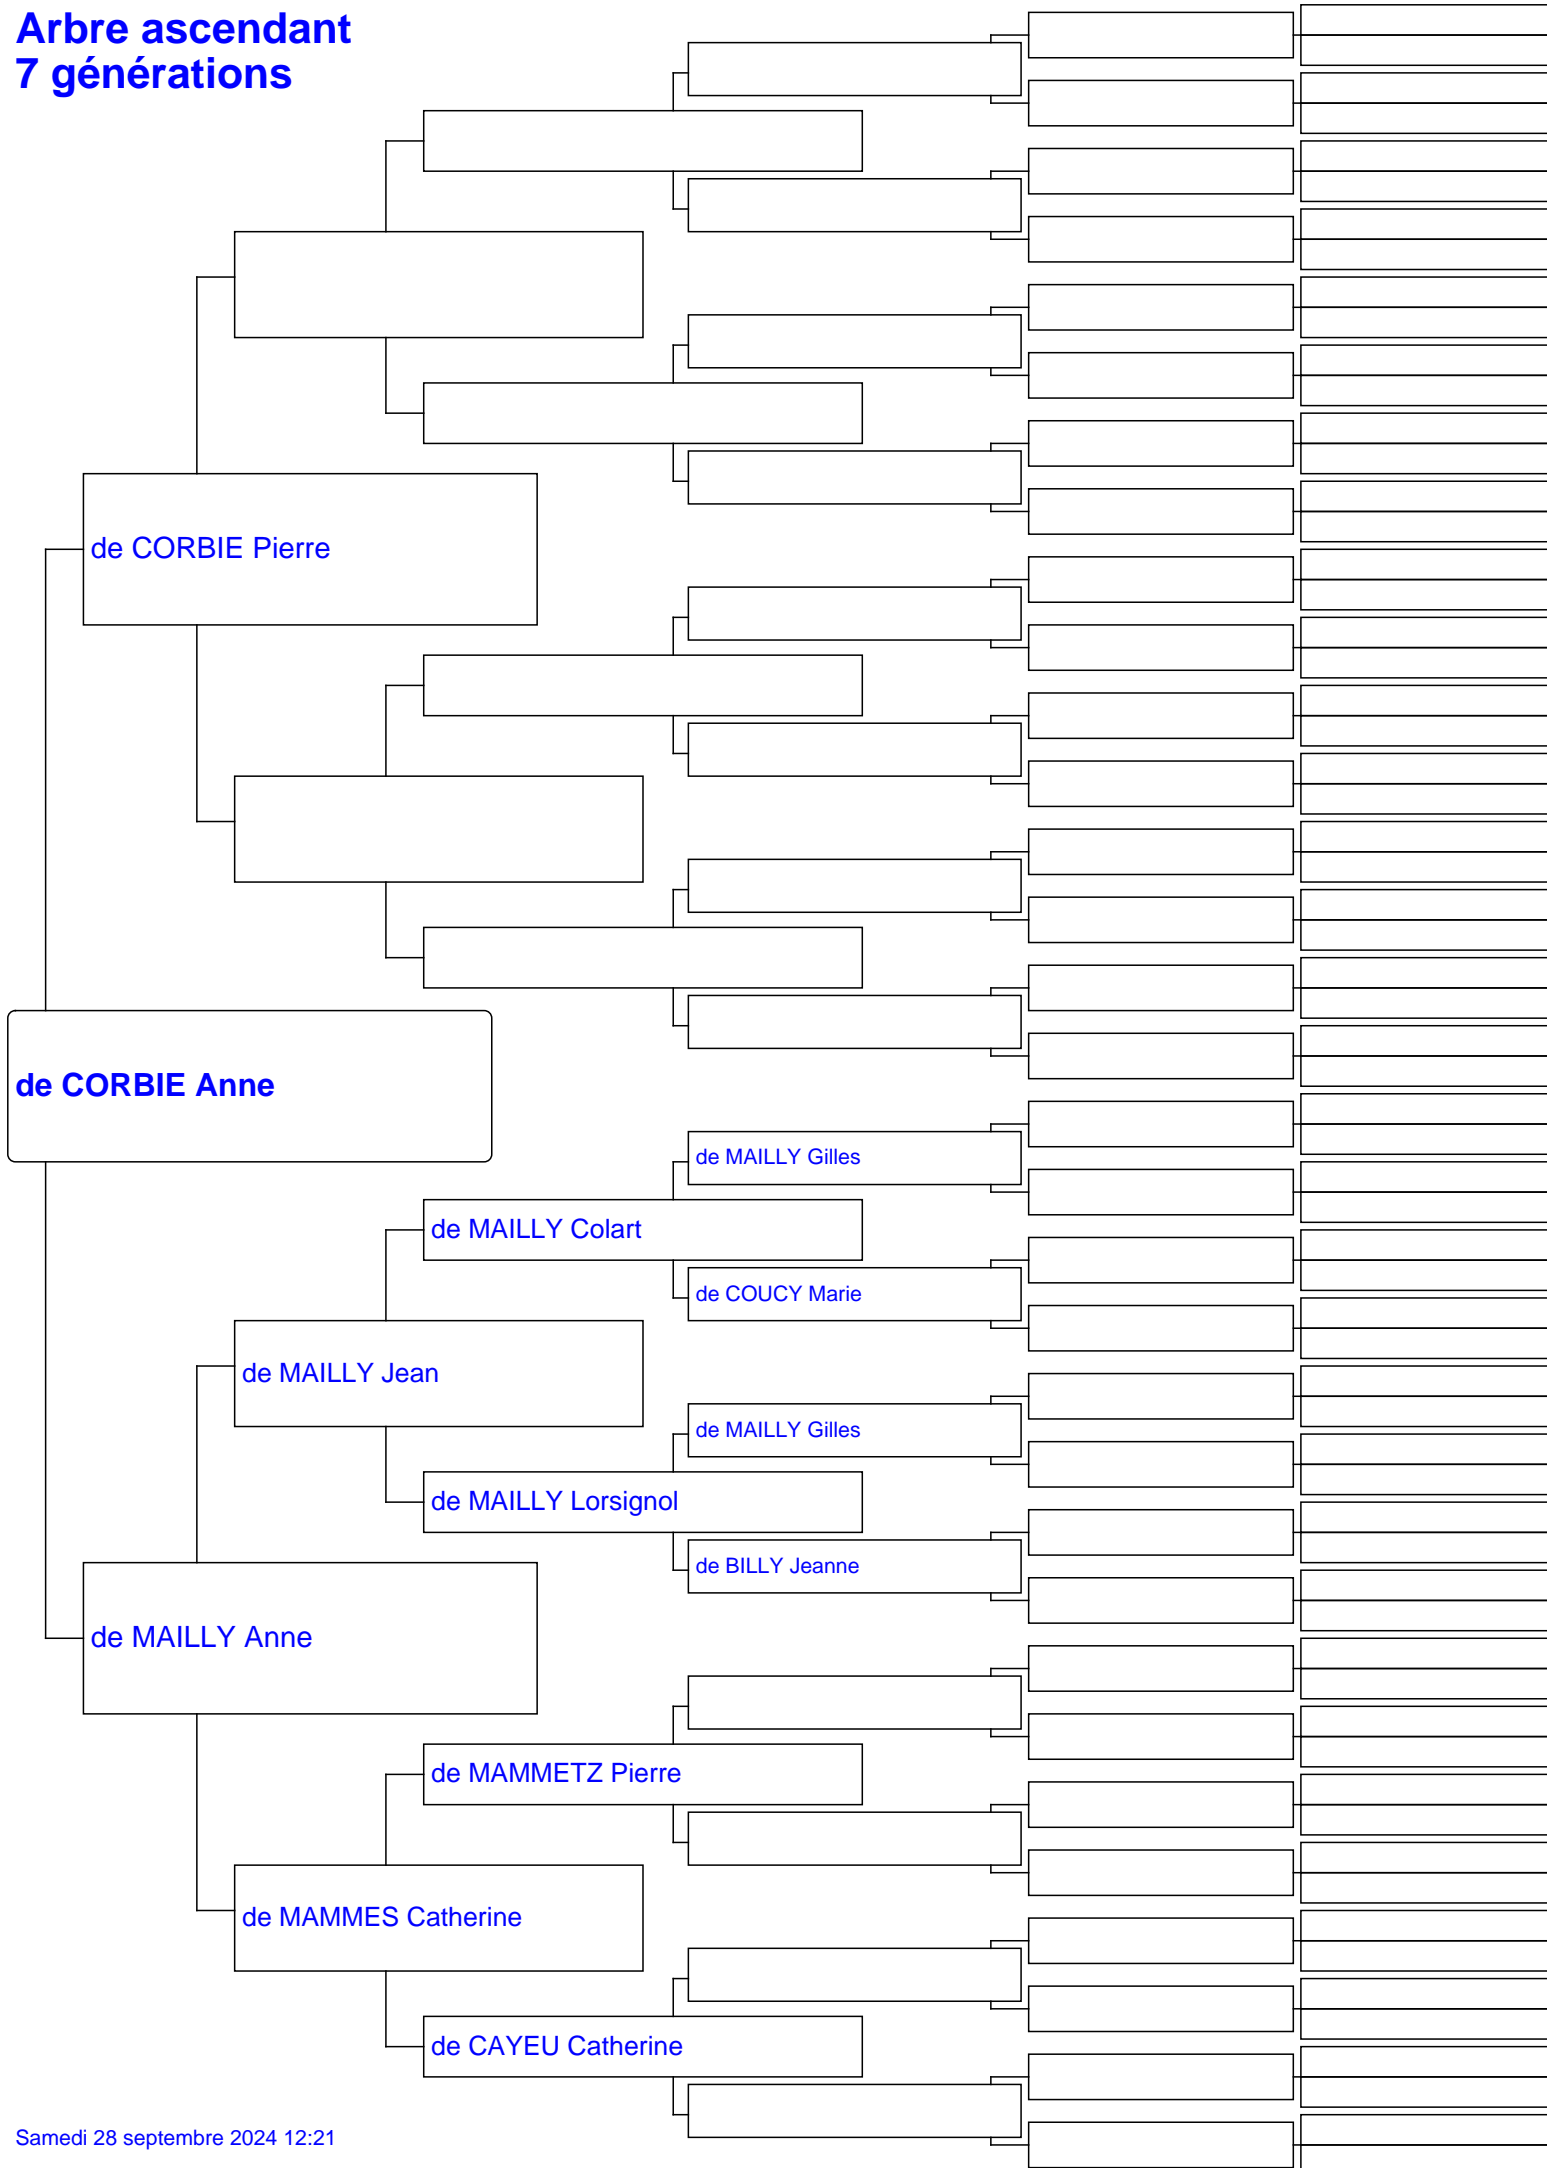 Arbre ascendant
7 générations
de CORBIE Pierre
de CORBIE Anne
de MAILLY Gilles
de MAILLY Colart
de COUCY Marie
de MAILLY Jean
de MAILLY Gilles
de MAILLY Lorsignol
de BILLY Jeanne
de MAILLY Anne
de MAMMETZ Pierre
de MAMMES Catherine
de CAYEU Catherine
Samedi 28 septembre 2024 12:21